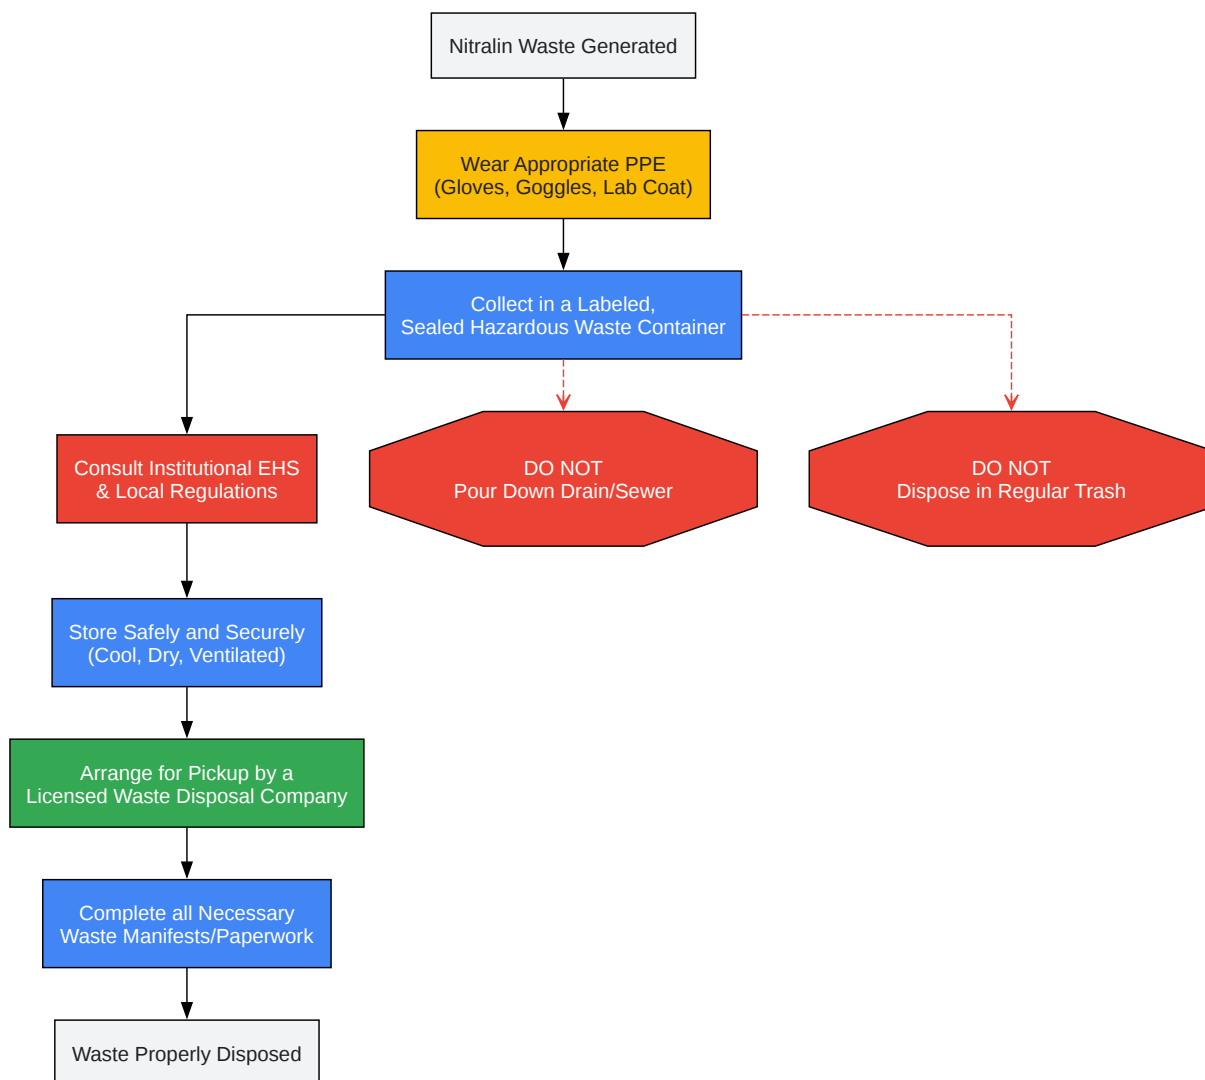 Nitralin Waste Generated
Wear Appropriate PPE
(Gloves, Goggles, Lab Coat)
Collect in a Labeled,
Sealed Hazardous Waste Container
Consult Institutional EHS
& Local Regulations
DO NOT
Pour Down Drain/Sewer
DO NOT
Dispose in Regular Trash
Store Safely and Securely
(Cool, Dry, Ventilated)
Arrange for Pickup by a
Licensed Waste Disposal Company
Complete all Necessary
Waste Manifests/Paperwork
Waste Properly Disposed